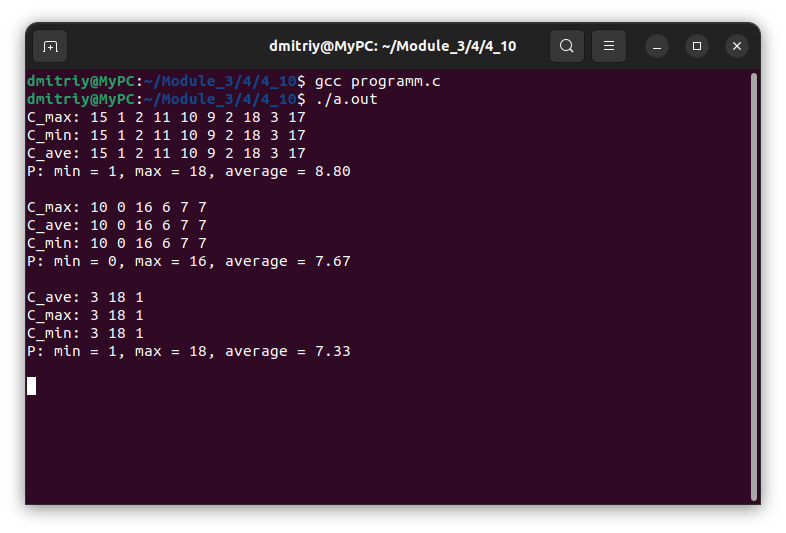 dmitriy@MyPC: ~/Module_3/4/4_10
dmitriy@MyPC:~/Module_3/4/4_10$ gcc programm.c
dmitriy@MyPC:~/Module_3/4/4_10$ ./a.out
C_max: 15 1 2 11 10 9 2 18 3 17
C_min: 15 1 2 11 10 9 2 18 3 17
C_ave: 15 1 2 11 10 9 2 18 3 17
P: min = 1, max = 18, average = 8.80
C_max: 10 0 16 6 7 7
C_ave: 10 0 16 6 7 7
C_min: 10 0 16 6 7 7
P: min = 0, max = 16, average = 7.67
C_ave: 3 18 1
C_max: 3 18 1
C_min: 3 18 1
P: min = 1, max = 18, average = 7.33